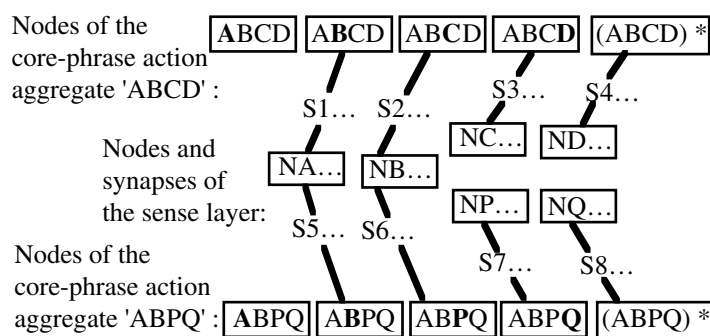 Nodes of the
core-phrase action
aggregate 'ABCD' :
ABCD ABCD ABCD ABCD (ABCD) *
S1… S2… S3… S4…
Nodes and
synapses of
the sense layer:
NA… NB… NC… ND…
NP… NQ…
S5… S6… S7… S8…
Nodes of the
core-phrase action
aggregate 'ABPQ' :
ABPQ ABPQ ABPQ ABPQ (ABPQ) *